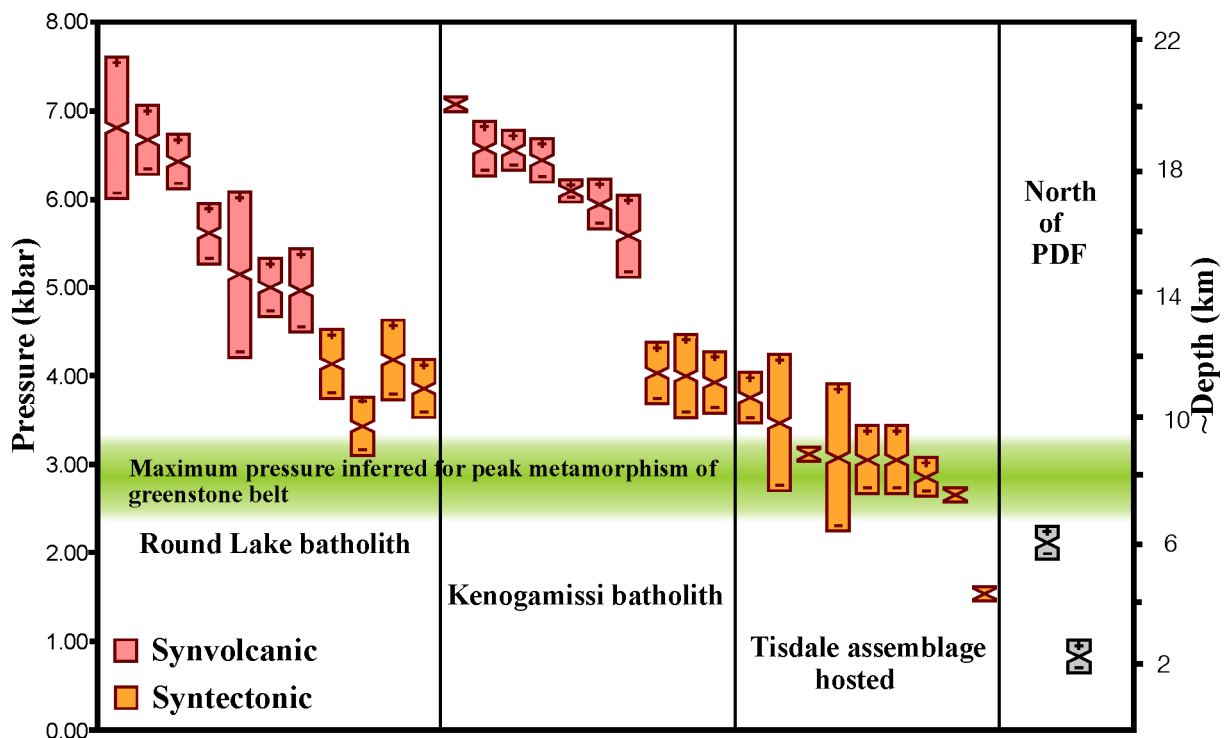 8.00
7.00
6.00
5.00
4.00
3.00
2.00
1.00
0.00
Pressure (kbar)
Maximum pressure inferred for peak metamorphism of
greenstone belt
Round Lake batholith
Synvolcanic
Syntectonic
Kenogamissi batholith
Tisdale assemblage
hosted
North
of
PDF
22
20
18
14
10
6
2
~Depth (km)